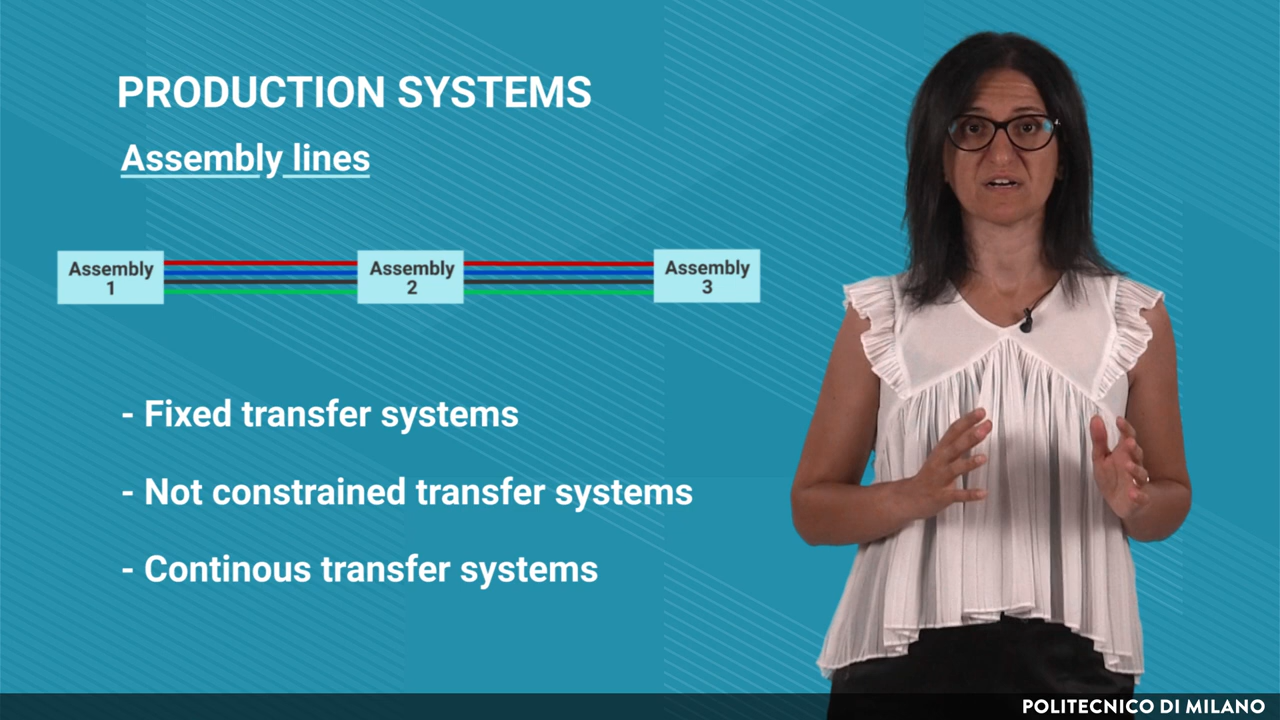 PRODUCTION SYSTEMS
Assembly lines
Assembly
1
Assembly
2
Assembly
3
- Fixed transfer systems
- Not constrained transfer systems
- Continous transfer systems
POLITECNICO DI MILANO